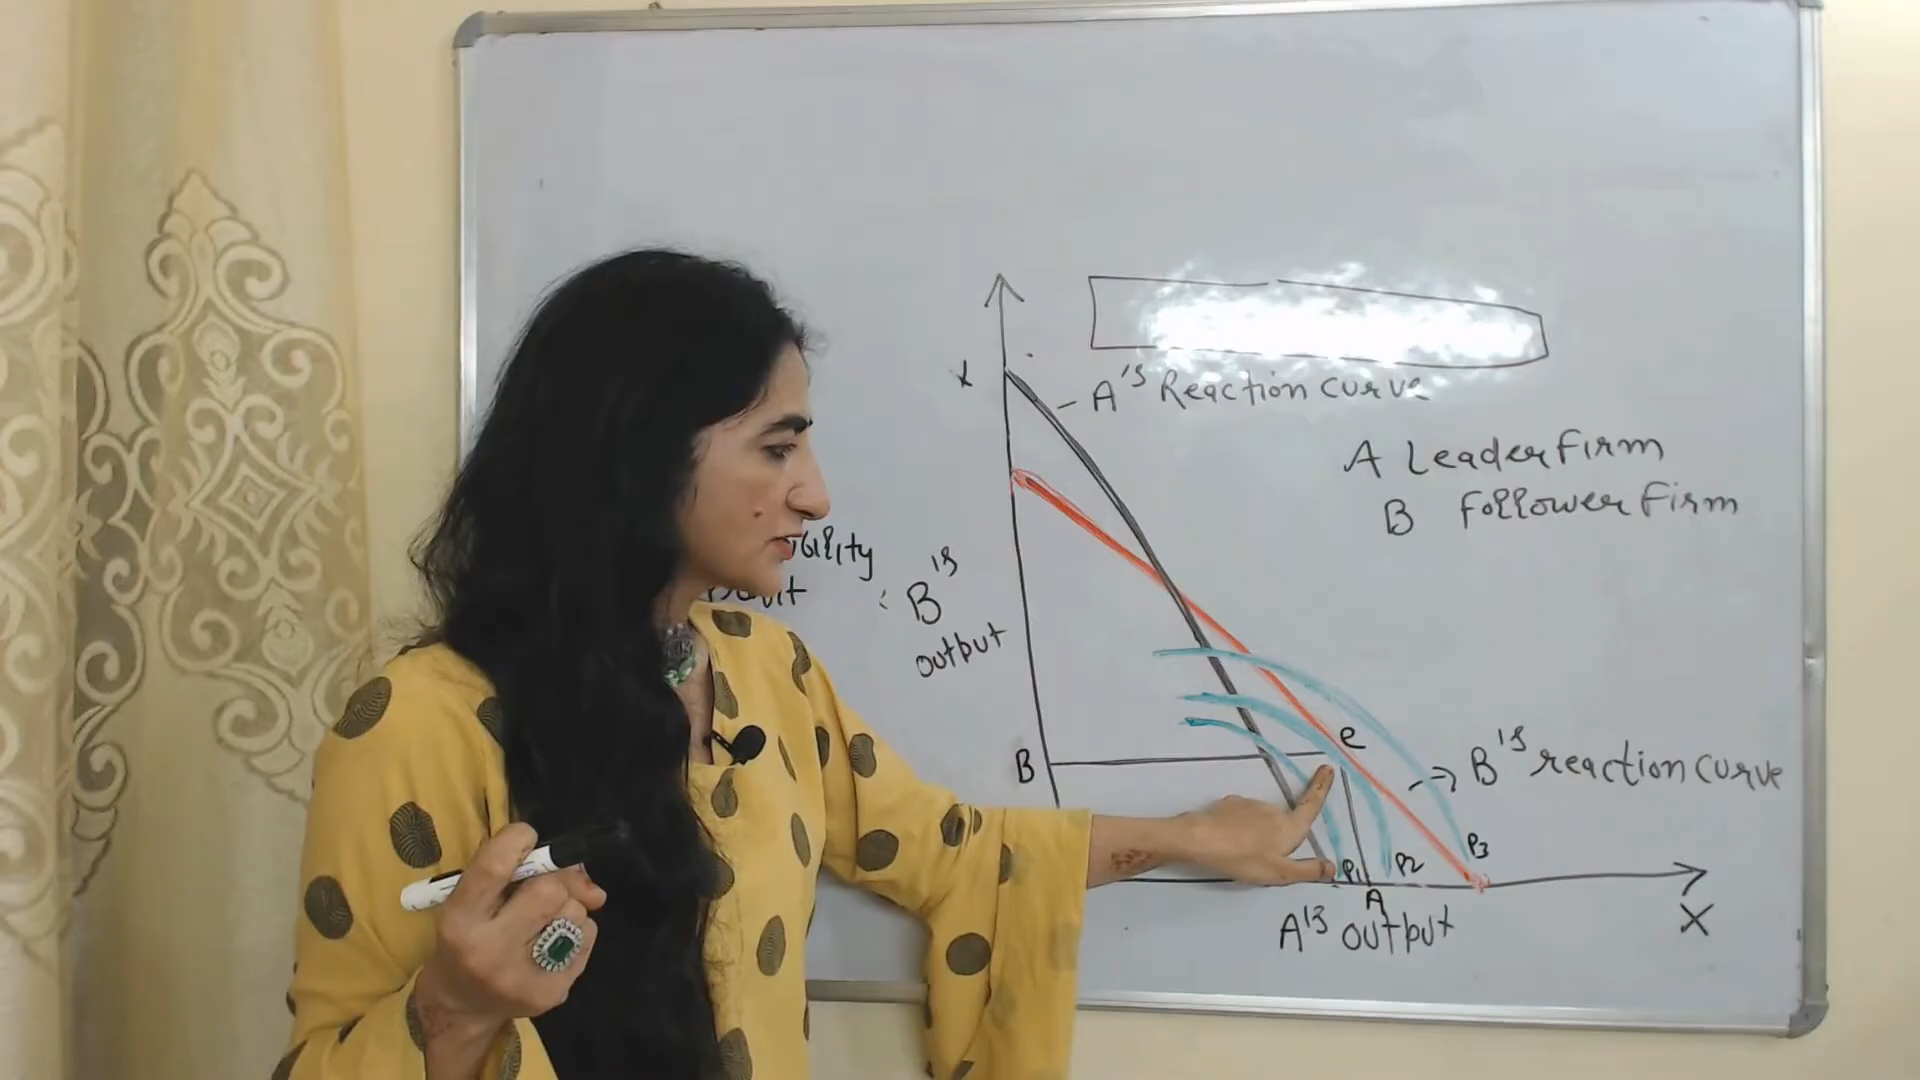 X
A's Reaction curve
A Leader Firm
B Follower Firm
B's
output
e
B
B's reaction curve
P1
P2
P3
A
A's output
X